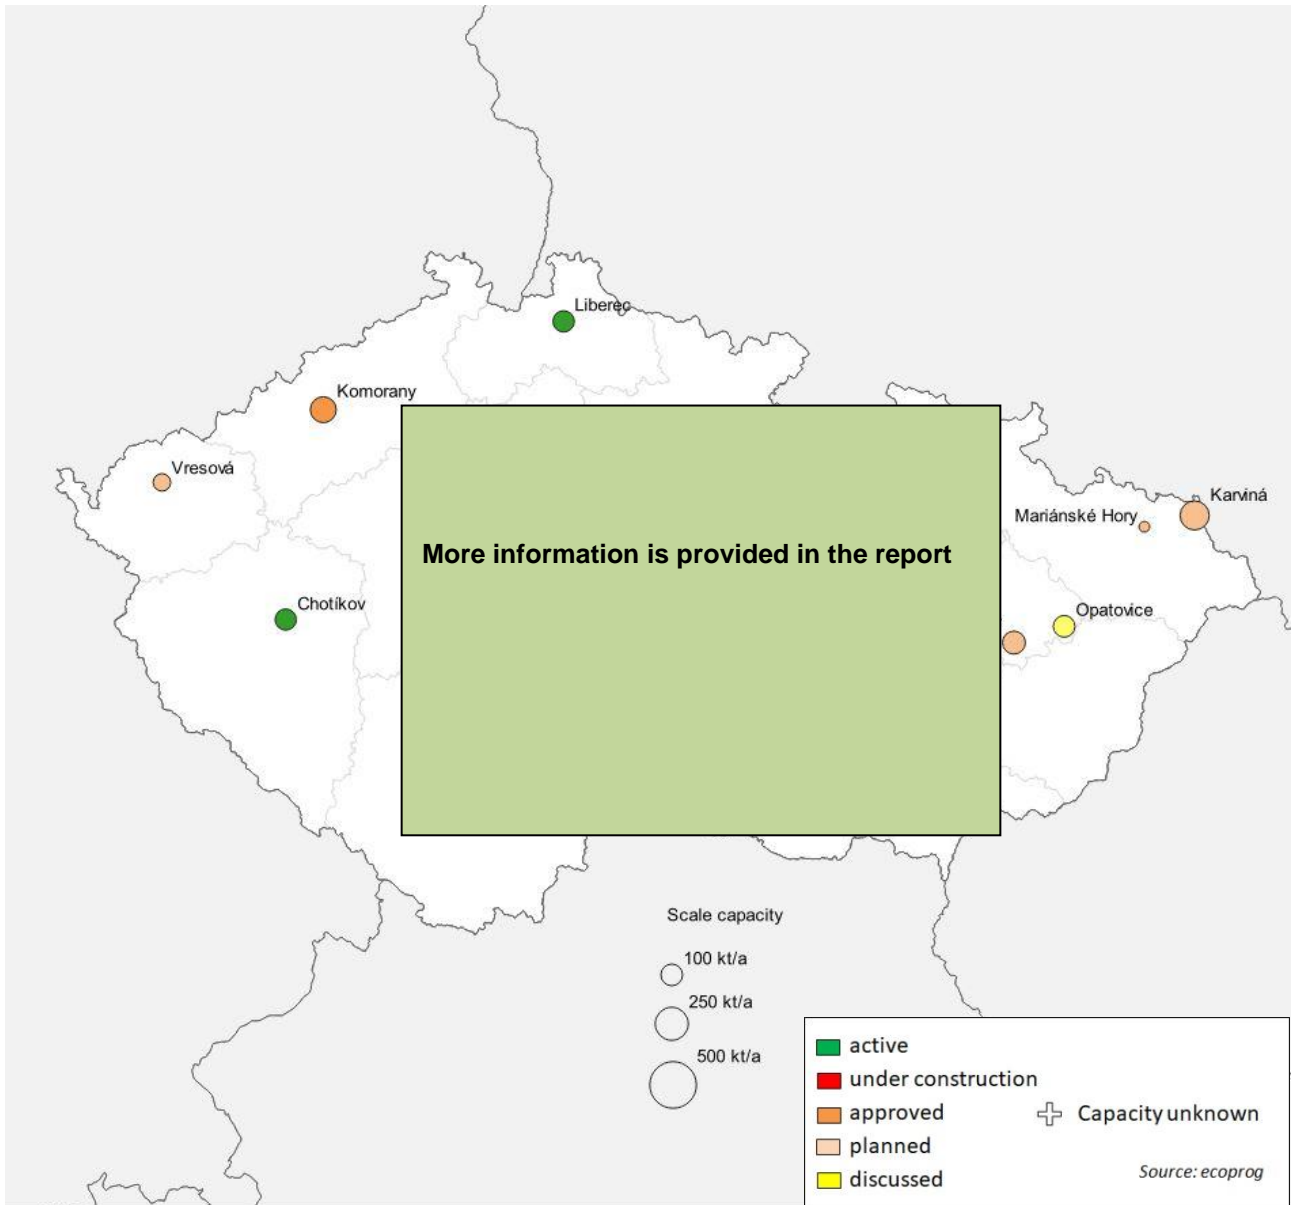 Liberec
Komorany
Vresová
Karviná
Mariánské Hory
More information is provided in the report
Chotíkov
Opatovice
Scale capacity
100 kt/a
250 kt/a
500 kt/a
active
under construction
approved
Capacity unknown
planned
Source: ecoprog
discussed